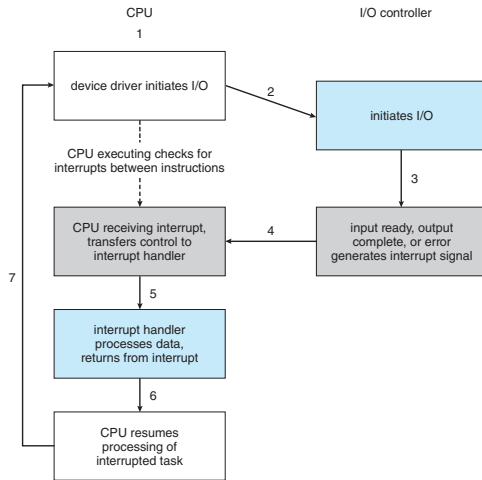 CPU
I/O controller
1
device driver initiates I/O
2
initiates I/O
CPU executing checks for
interrupts between instructions
3
CPU receiving interrupt,
transfers control to
interrupt handler
4
input ready, output
complete, or error
generates interrupt signal
7
5
interrupt handler
processes data,
returns from interrupt
6
CPU resumes
processing of
interrupted task